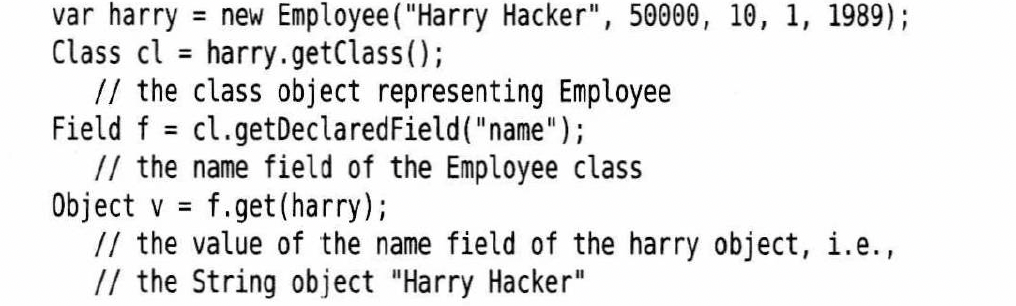 var harry = new Employee("Harry Hacker", 50000, 10, 1, 1989);
Class cl = harry.getClass();
// the class object representing Employee
Field f = cl.getDeclaredField("name");
// the name field of the Employee class
Object v = f.get(harry);
// the value of the name field of the harry object, i.e.,
// the String object "Harry Hacker"